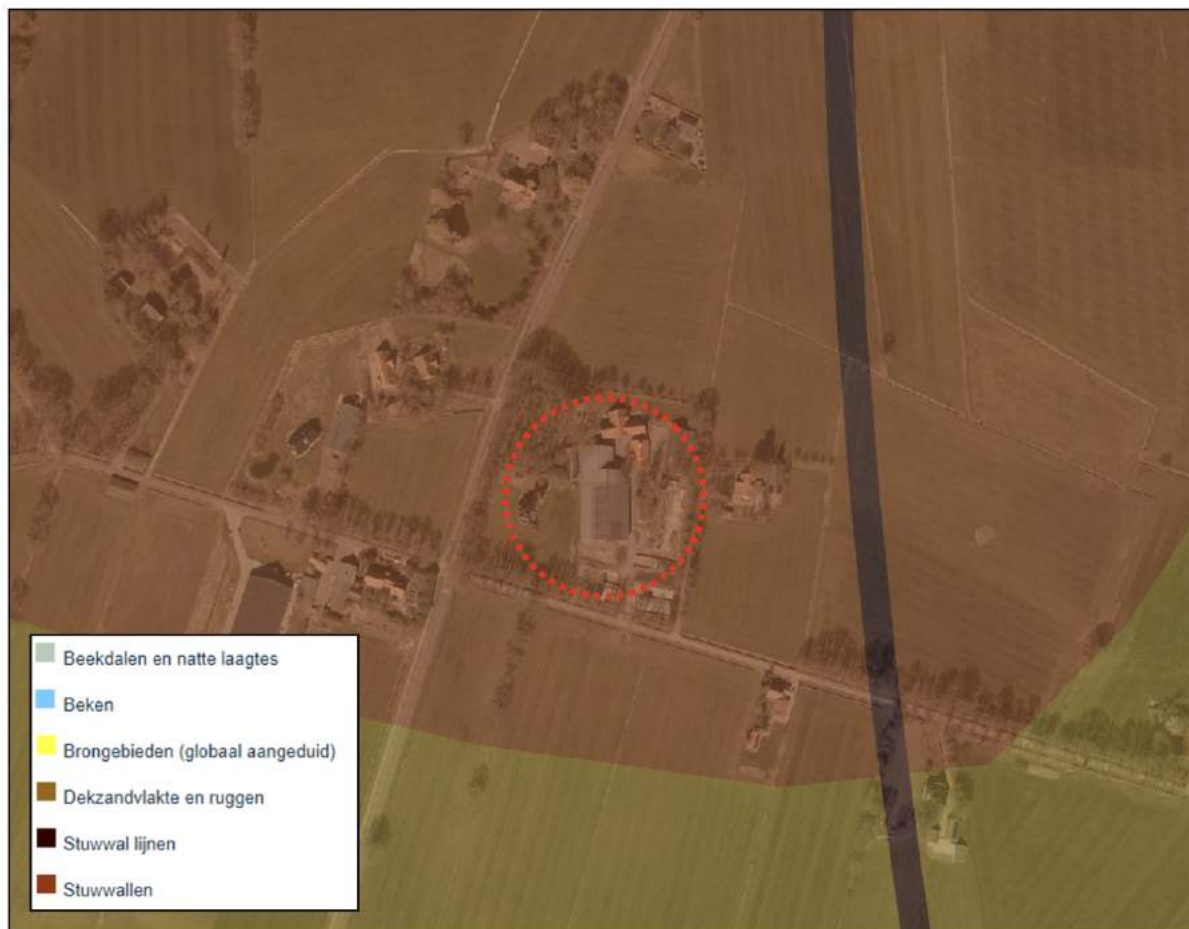 Beekdalen en natte laagtes
Beken
Brongebieden (globaal aangeduid)
Dekzandvlakte en ruggen
Stuwwal lijnen
Stuwwallen